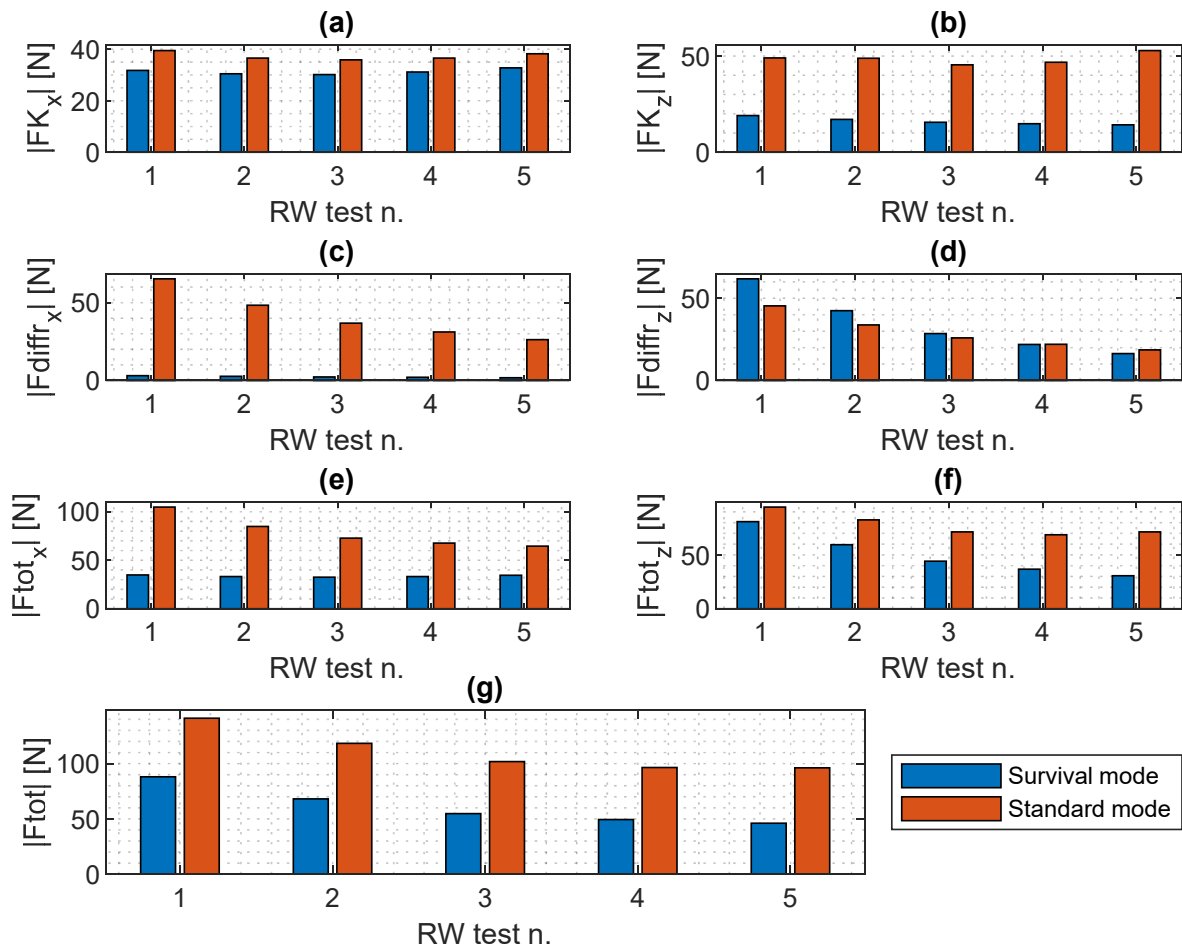 (a)
|FK_x| [N]
40
20
0
1 2 3 4 5
RW test n.
(b)
|FK_z| [N]
50
0
1 2 3 4 5
RW test n.
(c)
|Fdiffr_x| [N]
50
0
1 2 3 4 5
RW test n.
(d)
|Fdiffr_z| [N]
50
0
1 2 3 4 5
RW test n.
(e)
|Ftot_x| [N]
100
50
0
1 2 3 4 5
RW test n.
(f)
|Ftot_z| [N]
50
0
1 2 3 4 5
RW test n.
(g)
|Ftot| [N]
100
50
0
1 2 3 4 5
RW test n.
Survival mode
Standard mode